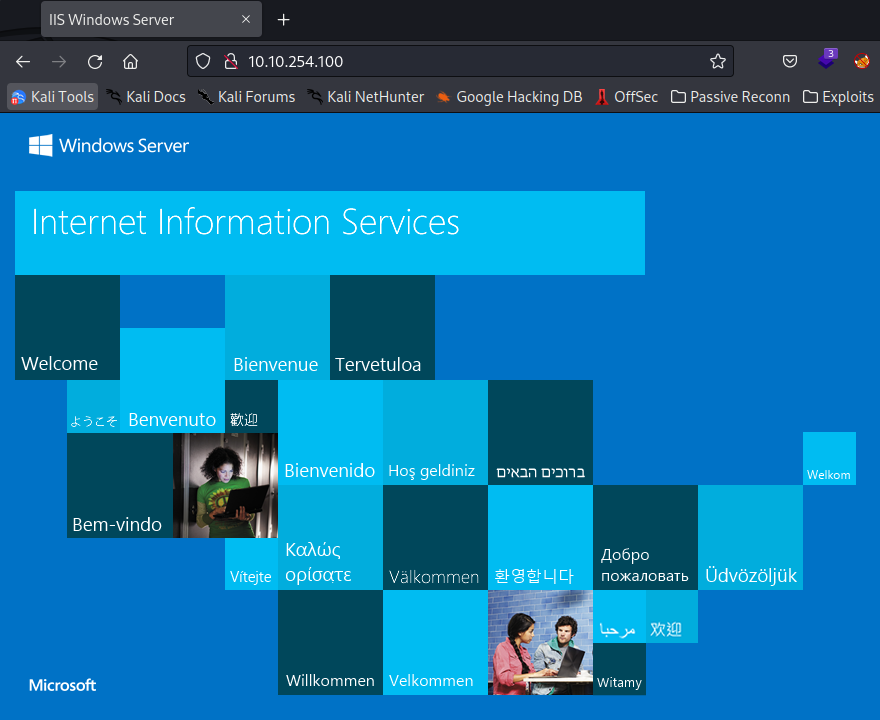 IIS Windows Server
10.10.254.100
3
Kali Tools
Kali Docs
Kali Forums
Kali NetHunter
Google Hacking DB
OffSec
Passive Reconn
Exploits
Windows Server
Internet Information Services
Welcome
Bienvenue
Tervetuloa
ようこそ
Benvenuto
歡迎
Bienvenido
Hoş geldiniz
ברוכים הבאים
Welkom
Bem-vindo
Vítejte
Καλώς
ορίσατε
Välkommen
환영합니다
Добро
пожаловать
Üdvözöljük
Willkommen
Velkommen
مرحبا
欢迎
Witamy
Microsoft